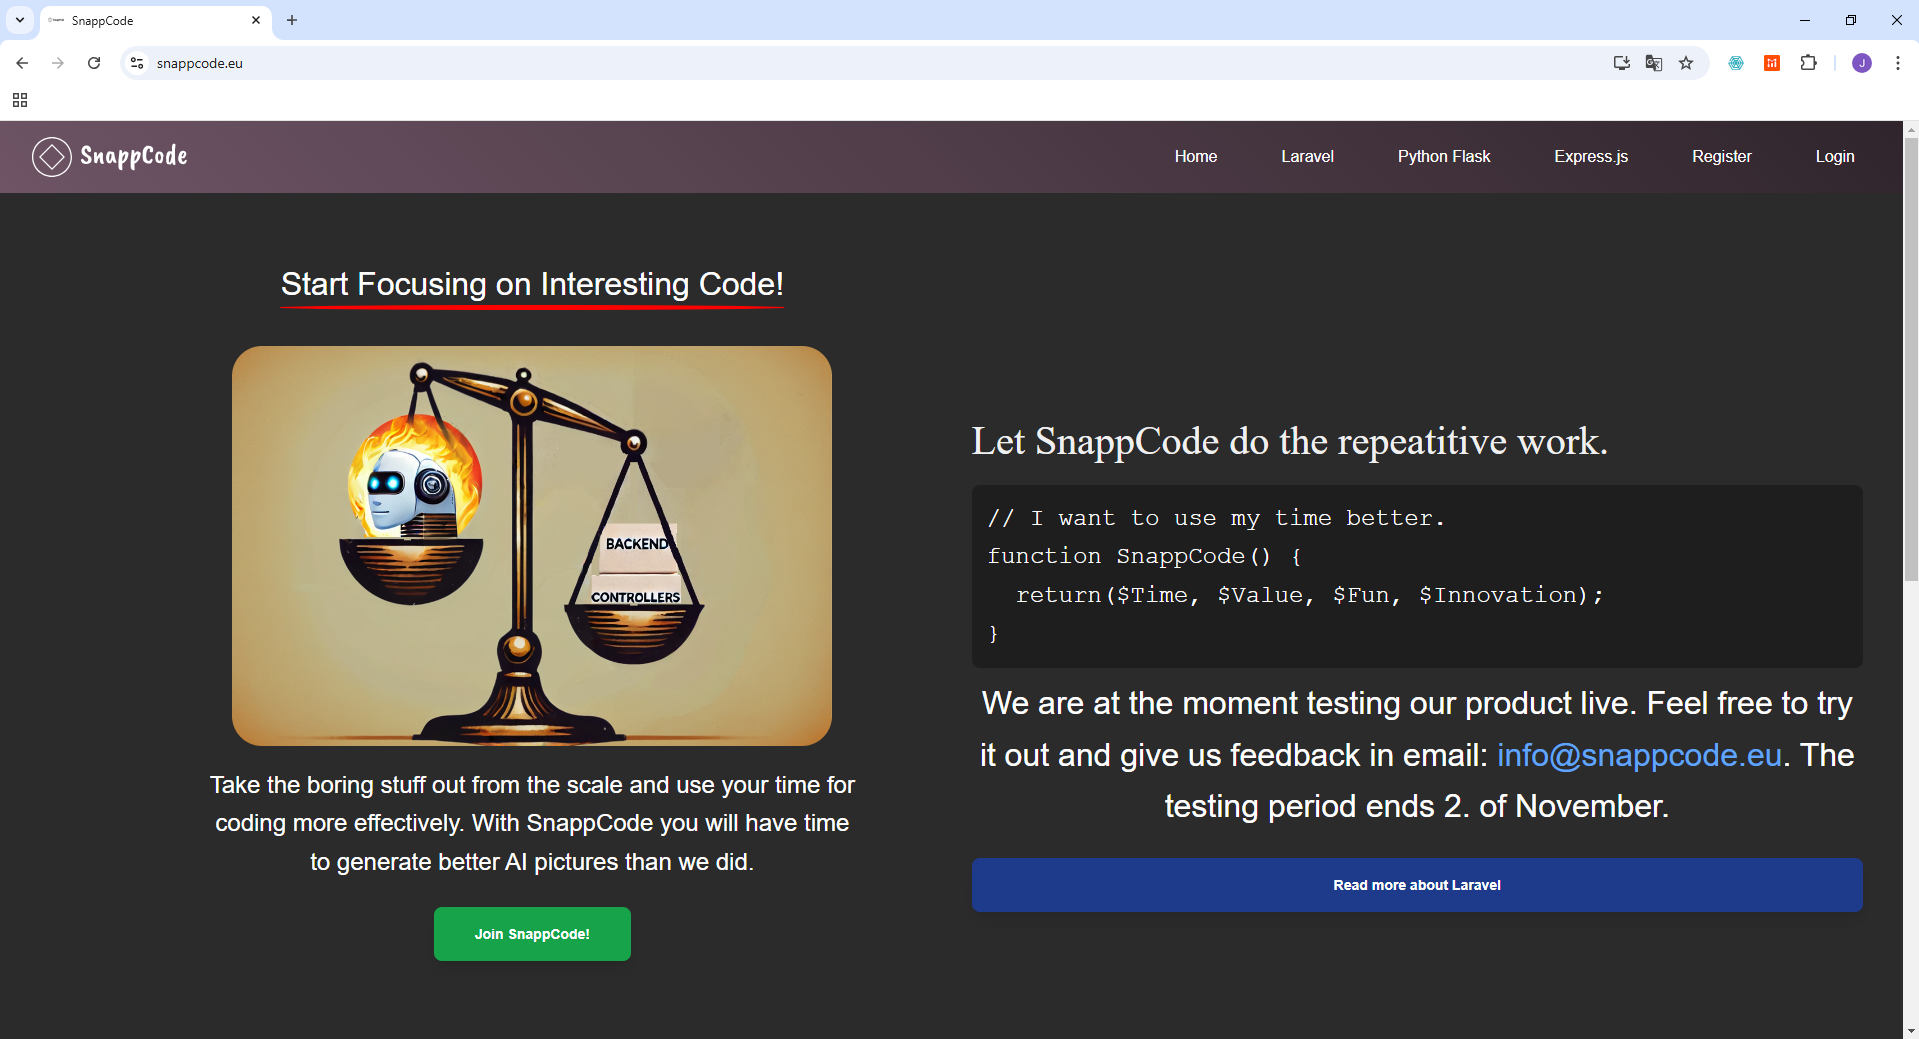 SnappCode
snappcode.eu
J
SnappCode
Home
Laravel
Python Flask
Express.js
Register
Login
Start Focusing on Interesting Code!
BACKEND
CONTROLLERS
Take the boring stuff out from the scale and use your time for
coding more effectively. With SnappCode you will have time
to generate better AI pictures than we did.
Join SnappCode!
Let SnappCode do the repeatitive work.
// I want to use my time better.
function SnappCode() {
  return($Time, $Value, $Fun, $Innovation);
}
We are at the moment testing our product live. Feel free to try
it out and give us feedback in email: info@snappcode.eu. The
testing period ends 2. of November.
Read more about Laravel